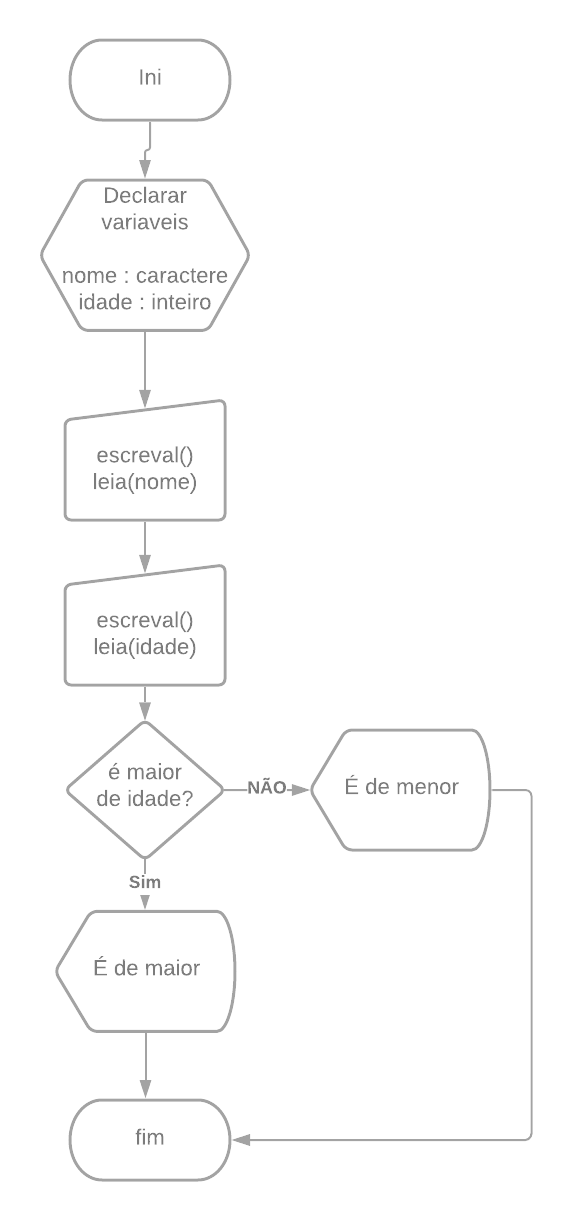 Ini
Declarar
variaveis
nome : caractere
idade : inteiro
escreval()
leia(nome)
escreval()
leia(idade)
é maior
de idade?
NÃO
É de menor
Sim
É de maior
fim